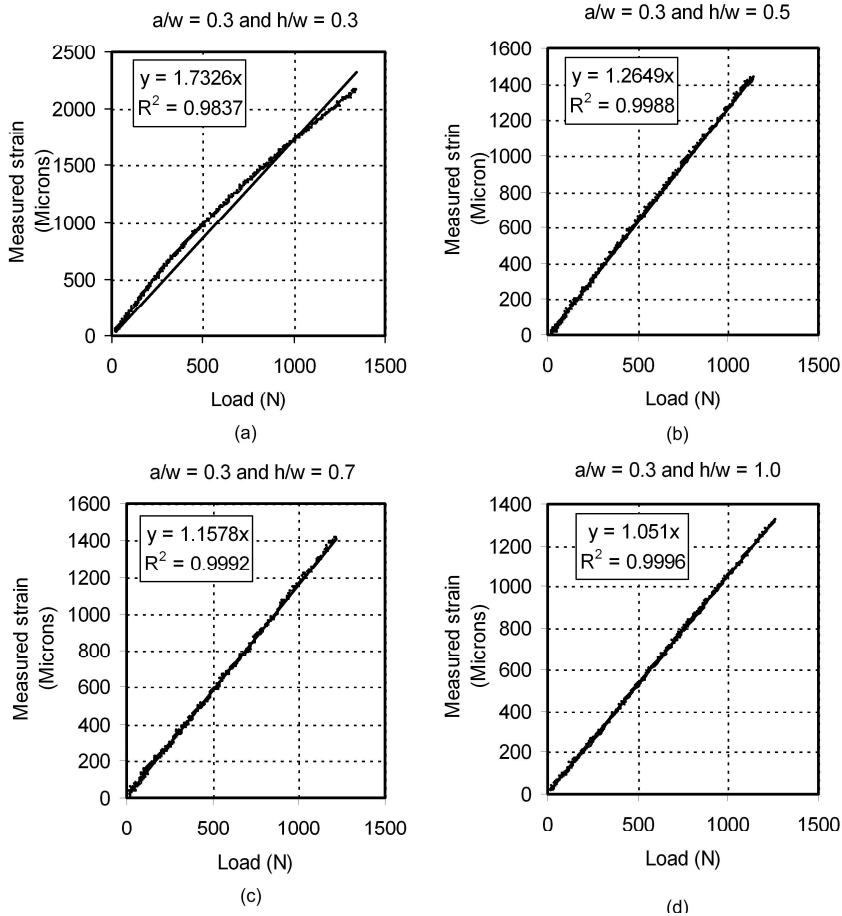 a/w = 0.3 and h/w = 0.3
2500
2000
1500
1000
500
0
y = 1.7326x
R² = 0.9837
Measured strain
(Microns)
0 500 1000 1500
Load (N)
(a)
a/w = 0.3 and h/w = 0.5
1600
1400
1200
1000
800
600
400
200
0
y = 1.2649x
R² = 0.9988
Measured strin
(Micron)
0 500 1000 1500
Load (N)
(b)
a/w = 0.3 and h/w = 0.7
1600
1400
1200
1000
800
600
400
200
0
y = 1.1578x
R² = 0.9992
Measured strain
(Microns)
0 500 1000 1500
Load (N)
(c)
a/w = 0.3 and h/w = 1.0
1400
1200
1000
800
600
400
200
0
y = 1.051x
R² = 0.9996
Measured strain
(Microns)
0 500 1000 1500
Load (N)
(d)